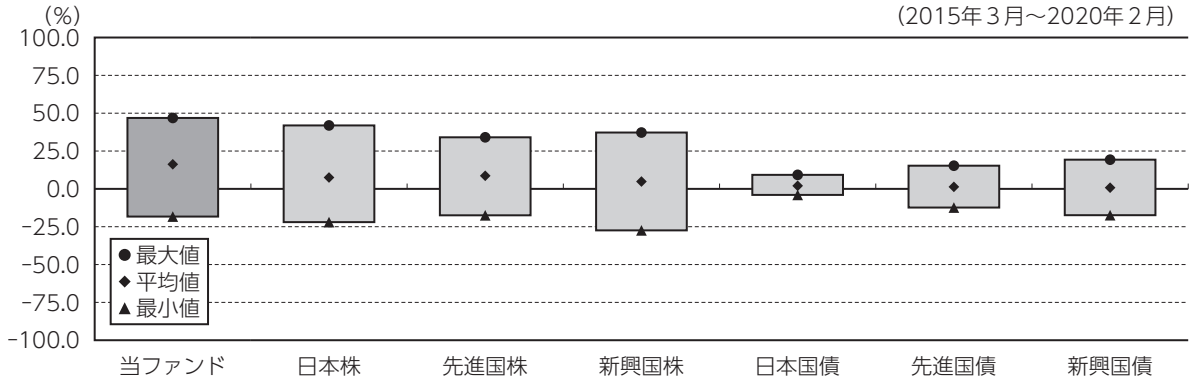 (%)
(2015年3月～2020年2月)
100.0
75.0
50.0
25.0
0.0
-25.0
-50.0
-75.0
-100.0
●最大値
◆平均値
▲最小値
当ファンド 日本株 先進国株 新興国株 日本国債 先進国債 新興国債